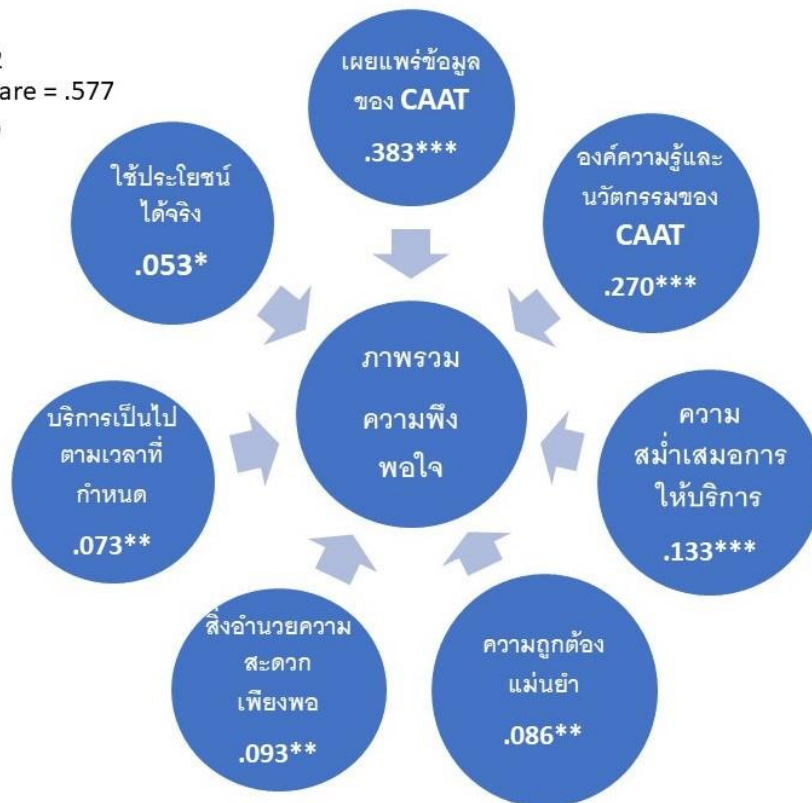 are = .577
เผยแพร่ข้อมูล
ของ CAAT
.383***
องค์ความรู้และ
นวัตกรรมของ
CAAT
.270***
ความ
สม่ำเสมอการ
ให้บริการ
.133***
ความถูกต้อง
แม่นยำ
.086**
สิ่งอำนวยความ
สะดวก
เพียงพอ
.093**
บริการเป็นไป
ตามเวลาที่
กำหนด
.073**
ใช้ประโยชน์
ได้จริง
.053*
ภาพรวม
ความพึง
พอใจ